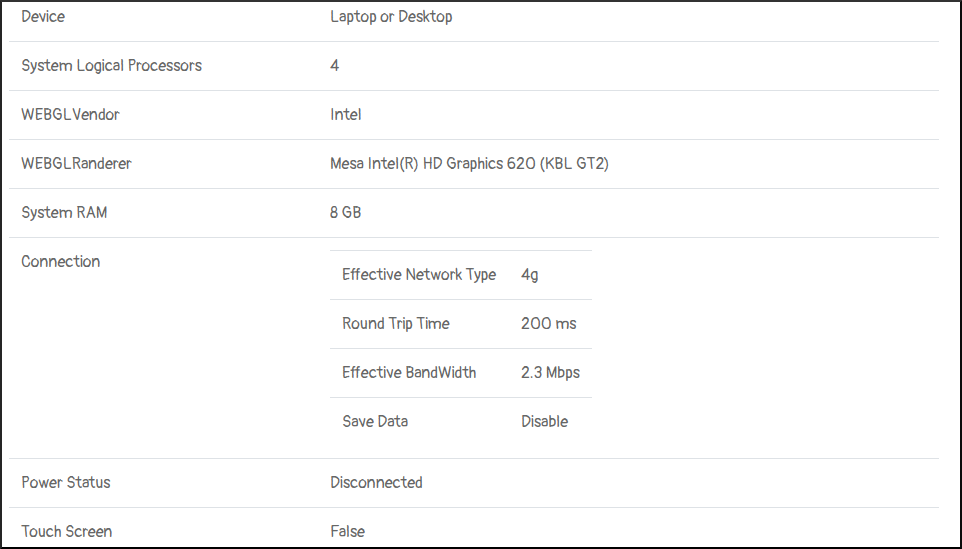 Device Laptop or Desktop
System Logical Processors 4
WEBGLVendor Intel
WEBGLRanderer Mesa Intel(R) HD Graphics 620 (KBL GT2)
System RAM 8 GB
Connection
Effective Network Type 4g
Round Trip Time 200 ms
Effective BandWidth 2.3 Mbps
Save Data Disable
Power Status Disconnected
Touch Screen False